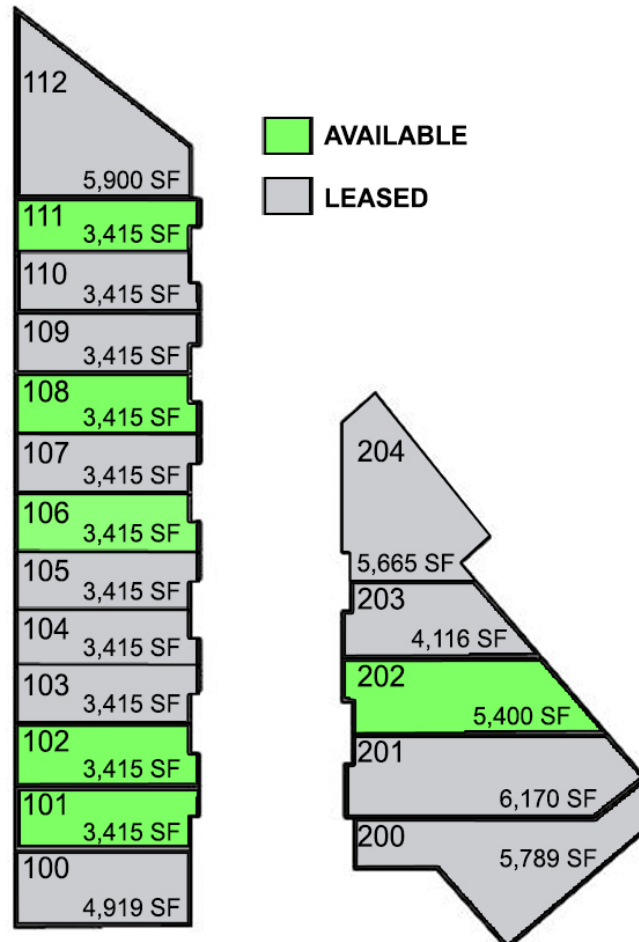 112
5,900 SF
111
3,415 SF
110
3,415 SF
109
3,415 SF
108
3,415 SF
107
3,415 SF
106
3,415 SF
105
3,415 SF
104
3,415 SF
103
3,415 SF
102
3,415 SF
101
3,415 SF
100
4,919 SF
AVAILABLE
LEASED
204
5,665 SF
203
4,116 SF
202
5,400 SF
201
6,170 SF
200
5,789 SF